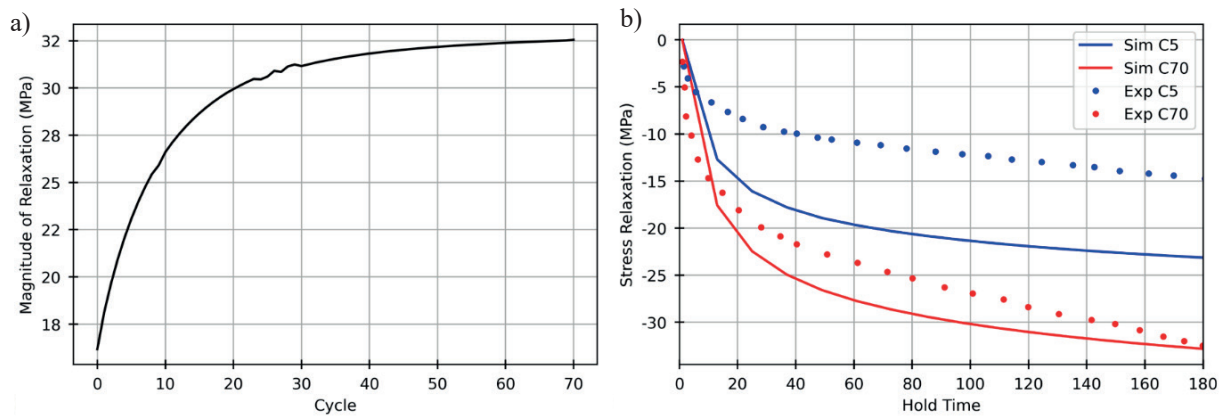 a)
32
30
28
25
22
20
18
Magnitude of Relaxation (MPa)
0 10 20 30 40 50 60 70
Cycle
b)
0
-5
-10
-15
-20
-25
-30
Stress Relaxation (MPa)
Sim C5
Sim C70
Exp C5
Exp C70
0 20 40 60 80 100 120 140 160 180
Hold Time